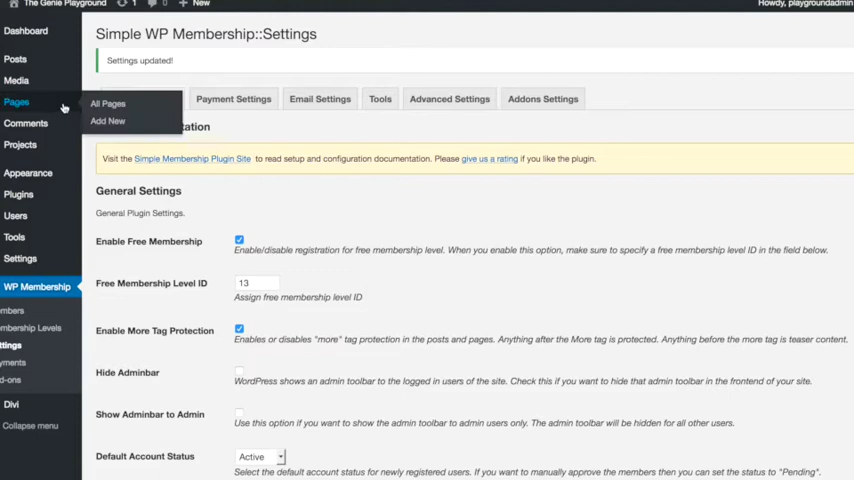 The Genie Playground
1
0
New
Howdy, playgroundadmin
Dashboard
Posts
Media
Pages
Comments
Projects
Appearance
Plugins
Users
Tools
Settings
WP Membership
mbers
mbership Levels
ttings
yments
d-ons
Divi
Collapse menu
All Pages
Add New
Simple WP Membership::Settings
Settings updated!
Payment Settings
Email Settings
Tools
Advanced Settings
Addons Settings
tation
Visit the Simple Membership Plugin Site to read setup and configuration documentation. Please give us a rating if you like the plugin.
General Settings
General Plugin Settings.
Enable Free Membership
Enable/disable registration for free membership level. When you enable this option, make sure to specify a free membership level ID in the field below.
Free Membership Level ID
13
Assign free membership level ID
Enable More Tag Protection
Enables or disables "more" tag protection in the posts and pages. Anything after the More tag is protected. Anything before the more tag is teaser content.
Hide Adminbar
WordPress shows an admin toolbar to the logged in users of the site. Check this if you want to hide that admin toolbar in the frontend of your site.
Show Adminbar to Admin
Use this option if you want to show the admin toolbar to admin users only. The admin toolbar will be hidden for all other users.
Default Account Status
Active
Select the default account status for newly registered users. If you want to manually approve the members then you can set the status to "Pending".